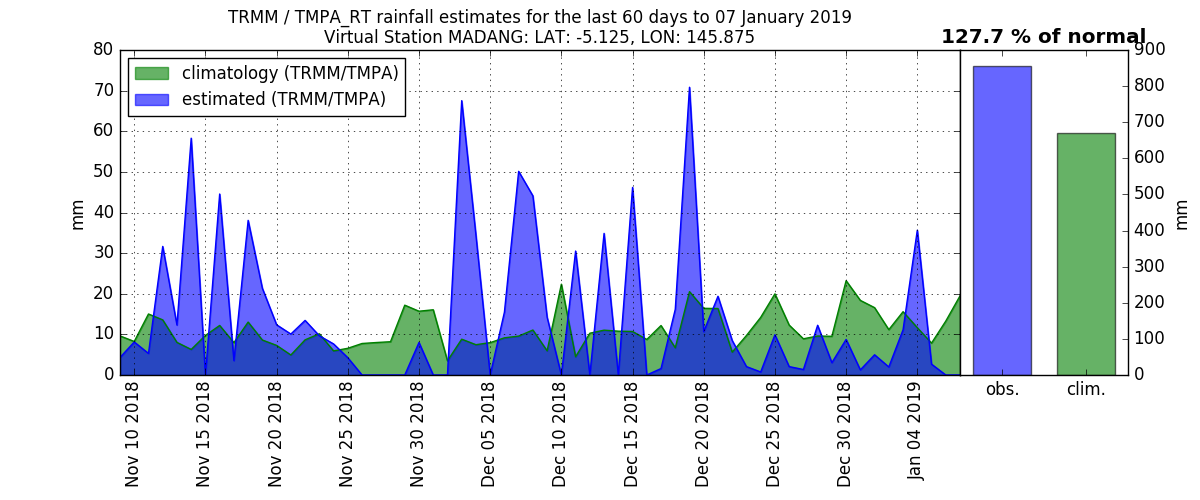 TRMM / TMPA_RT rainfall estimates for the last 60 days to 07 January 2019
Virtual Station MADANG: LAT: -5.125, LON: 145.875
127.7 % of normal
climatology (TRMM/TMPA)
estimated (TRMM/TMPA)
80
70
60
50
40
30
20
10
0
mm
Nov 10 2018
Nov 15 2018
Nov 20 2018
Nov 25 2018
Nov 30 2018
Dec 05 2018
Dec 10 2018
Dec 15 2018
Dec 20 2018
Dec 25 2018
Dec 30 2018
Jan 04 2019
obs.
clim.
900
800
700
600
500
400
300
200
100
0
mm